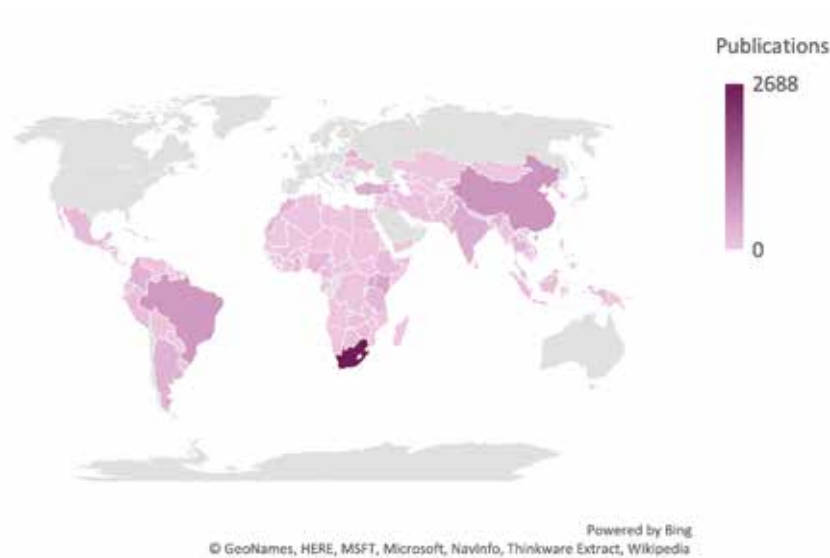 Publications
2688
0
Powered by Bing
© GeoNames, HERE, MSFT, Microsoft, NavInfo, Thinkware Extract, Wikipedia